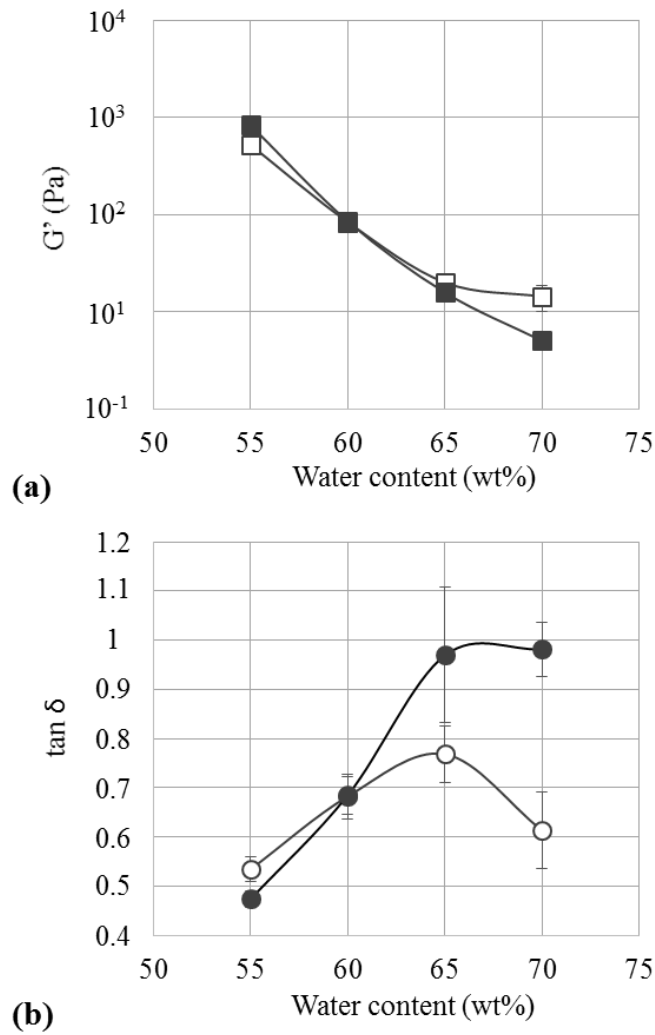 10⁴
10³
10²
10¹
10⁻¹
G’ (Pa)
50 55 60 65 70 75
Water content (wt%)
(a)
1.2
1.1
1
0.9
0.8
0.7
0.6
0.5
0.4
tan δ
50 55 60 65 70 75
Water content (wt%)
(b)